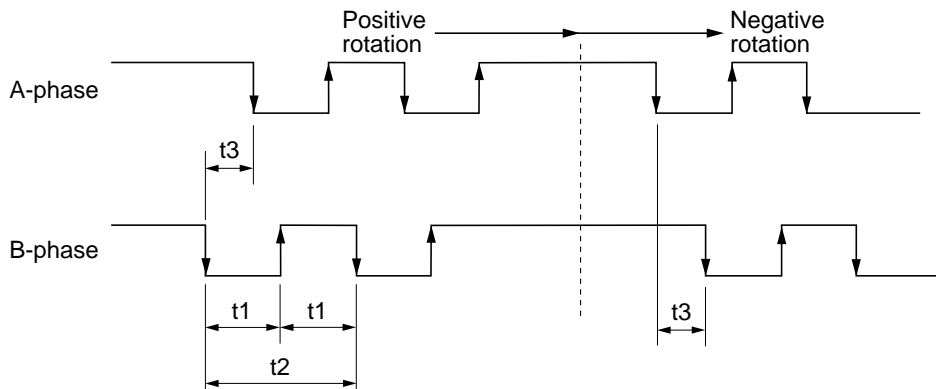 Positive
rotation
Negative
rotation
A-phase
t3
B-phase
t1
t1
t3
t2